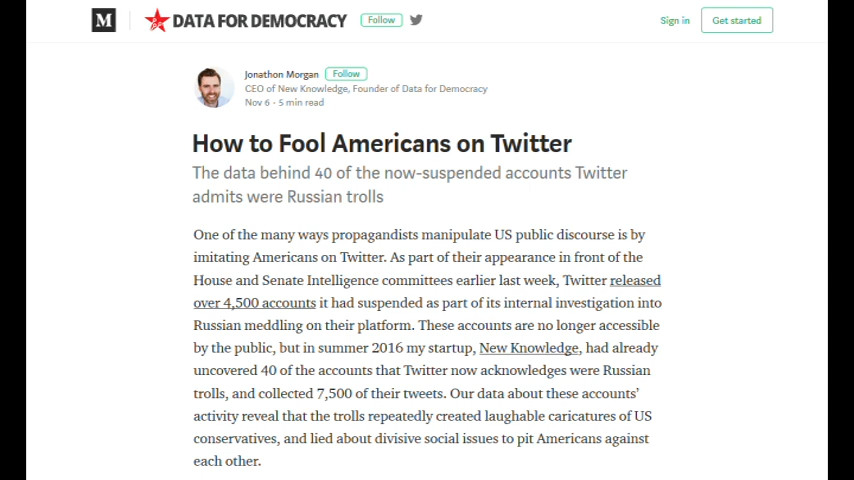 M DATA FOR DEMOCRACY Follow Sign in Get started
Jonathon Morgan Follow
CEO of New Knowledge, Founder of Data for Democracy
Nov 6 · 5 min read
How to Fool Americans on Twitter
The data behind 40 of the now-suspended accounts Twitter
admits were Russian trolls
One of the many ways propagandists manipulate US public discourse is by
imitating Americans on Twitter. As part of their appearance in front of the
House and Senate Intelligence committees earlier last week, Twitter released
over 4,500 accounts it had suspended as part of its internal investigation into
Russian meddling on their platform. These accounts are no longer accessible
by the public, but in summer 2016 my startup, New Knowledge, had already
uncovered 40 of the accounts that Twitter now acknowledges were Russian
trolls, and collected 7,500 of their tweets. Our data about these accounts’
activity reveal that the trolls repeatedly created laughable caricatures of US
conservatives, and lied about divisive social issues to pit Americans against
each other.